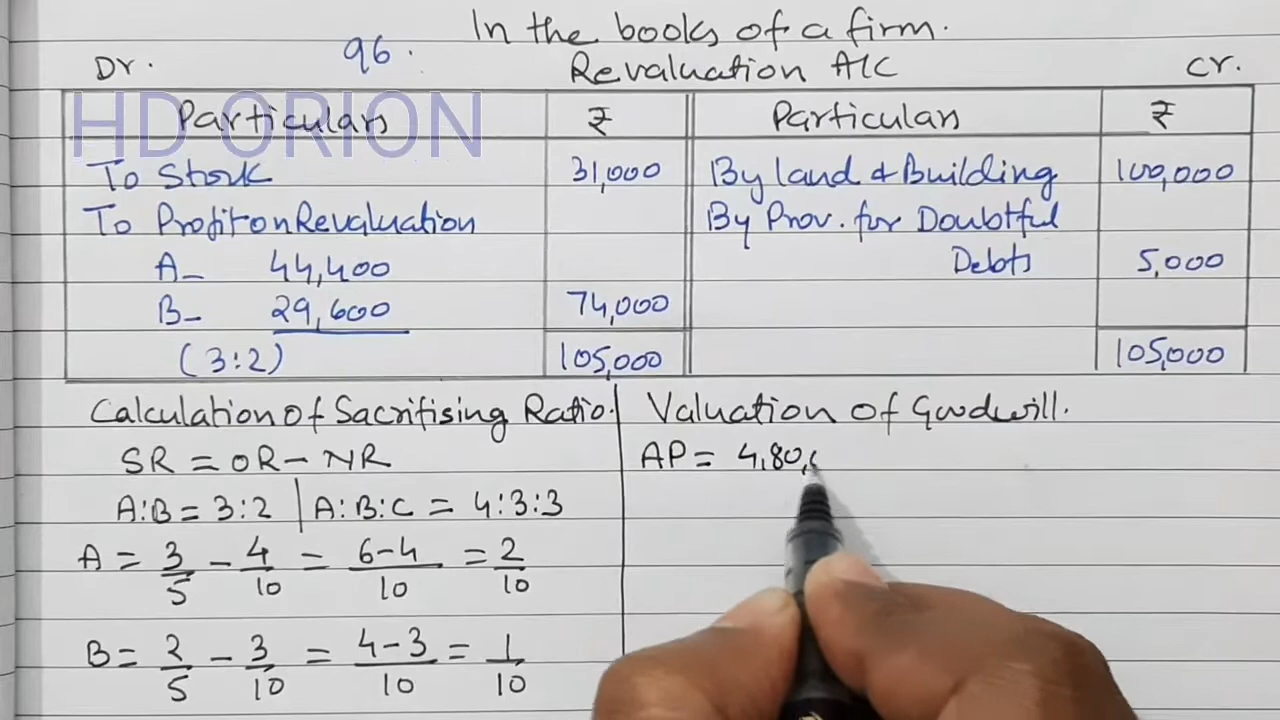 In the books of a firm.
96.
Dr. Revaluation A/C Cr.
HD ORION
Particulars ₹ Particulars ₹
To Stock 31,000 By land & Building 100,000
To Profit on Revaluation By Prov. for Doubtful
A- 44,400 Debts 5,000
B- 29,600 74,000
(3:2) 105,000 105,000
Calculation of Sacrifising Ratio.
SR = OR - NR
A:B = 3:2 | A:B:C = 4:3:3
A = 3/5 - 4/10 = 6-4/10 = 2/10
B = 2/5 - 3/10 = 4-3/10 = 1/10
Valuation of Goodwill.
AP = 4,80,